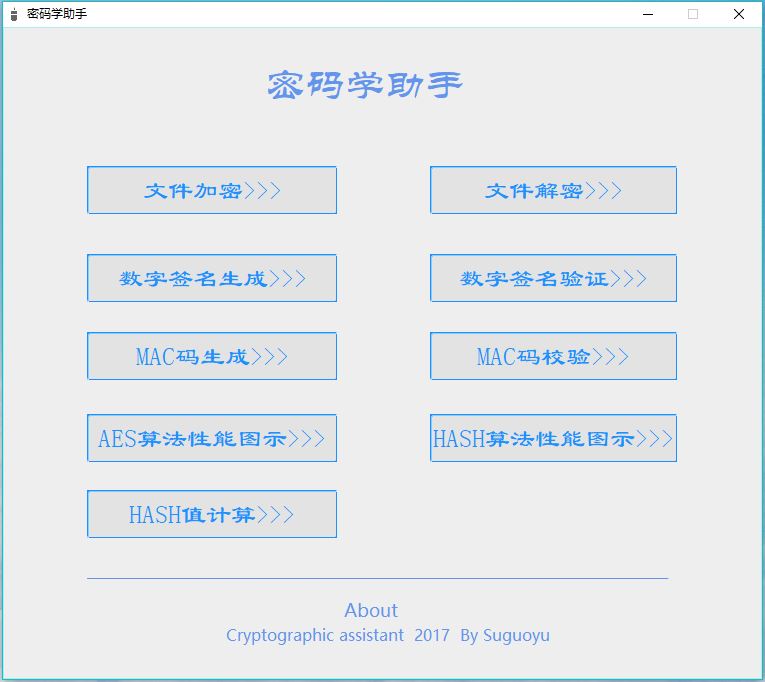 密码学助手
密码学助手
文件加密>>>
文件解密>>>
数字签名生成>>>
数字签名验证>>>
MAC码生成>>>
MAC码校验>>>
AES算法性能图示>>>
HASH算法性能图示>>>
HASH值计算>>>
About
Cryptographic assistant 2017 By Suguoyu